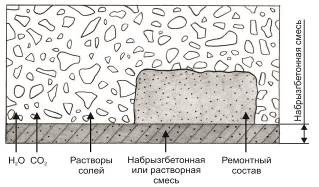 Набрызгбетонная смесь
H₂O CO₂
Растворы
солей
Набрызгбетонная
или растворная
смесь
Ремонтный
состав